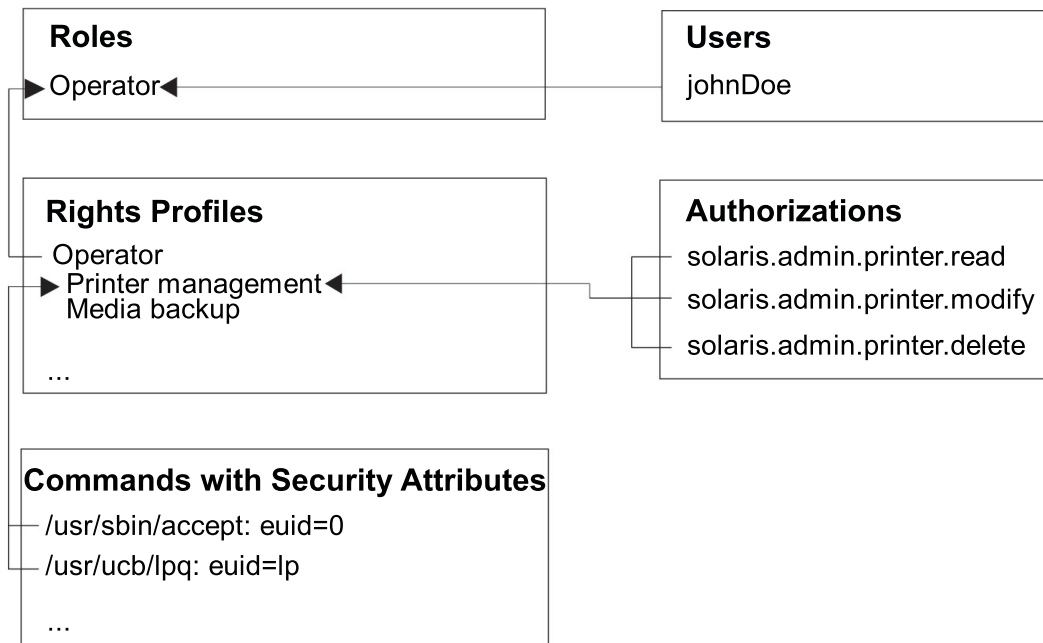 Roles
Operator
Users
johnDoe
Rights Profiles
Operator
Printer management
Media backup
...
Authorizations
solaris.admin.printer.read
solaris.admin.printer.modify
solaris.admin.printer.delete
Commands with Security Attributes
/usr/sbin/accept: euid=0
/usr/ucb/lpq: euid=lp
...